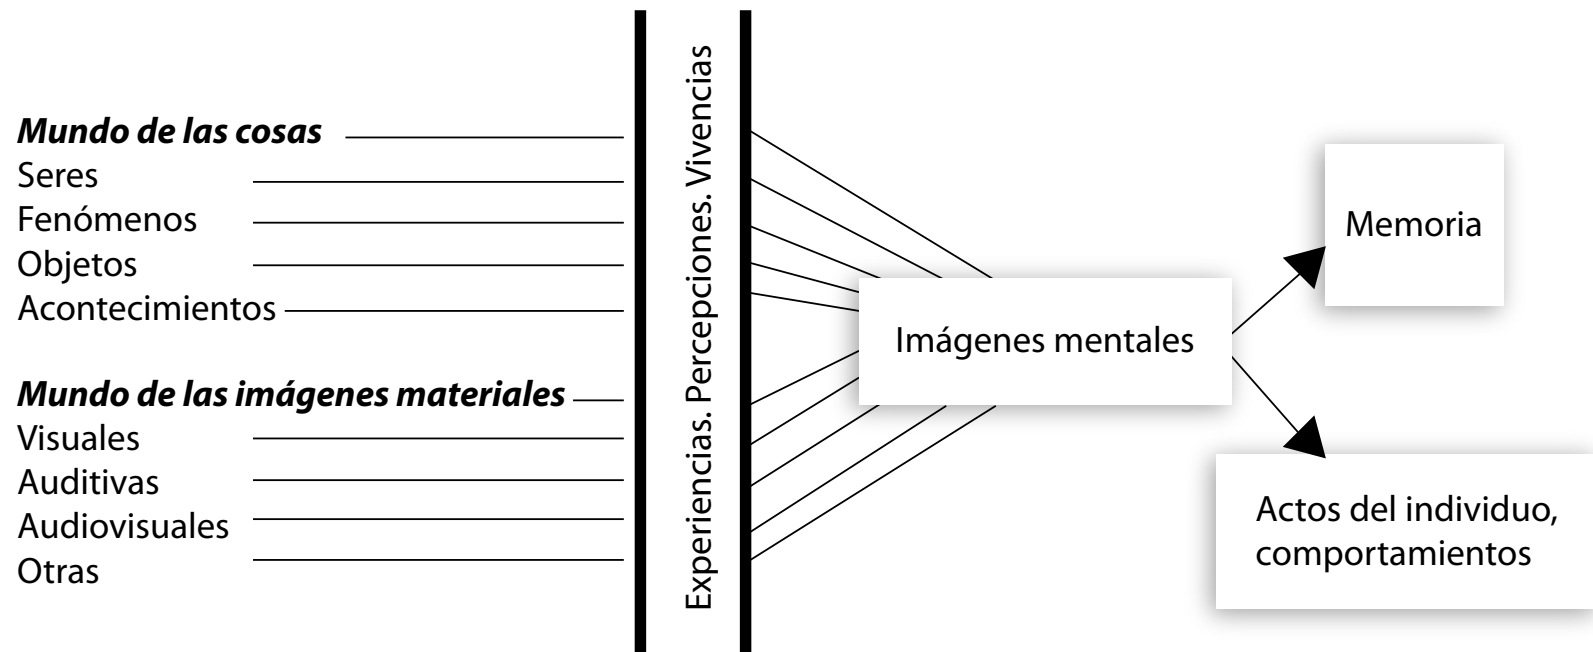 Mundo de las cosas
Seres
Fenómenos
Objetos
Acontecimientos
Mundo de las imágenes materiales
Visuales
Auditivas
Audiovisuales
Otras
Experiencias. Percepciones. Vivencias
Imágenes mentales
Memoria
Actos del individuo,
comportamientos